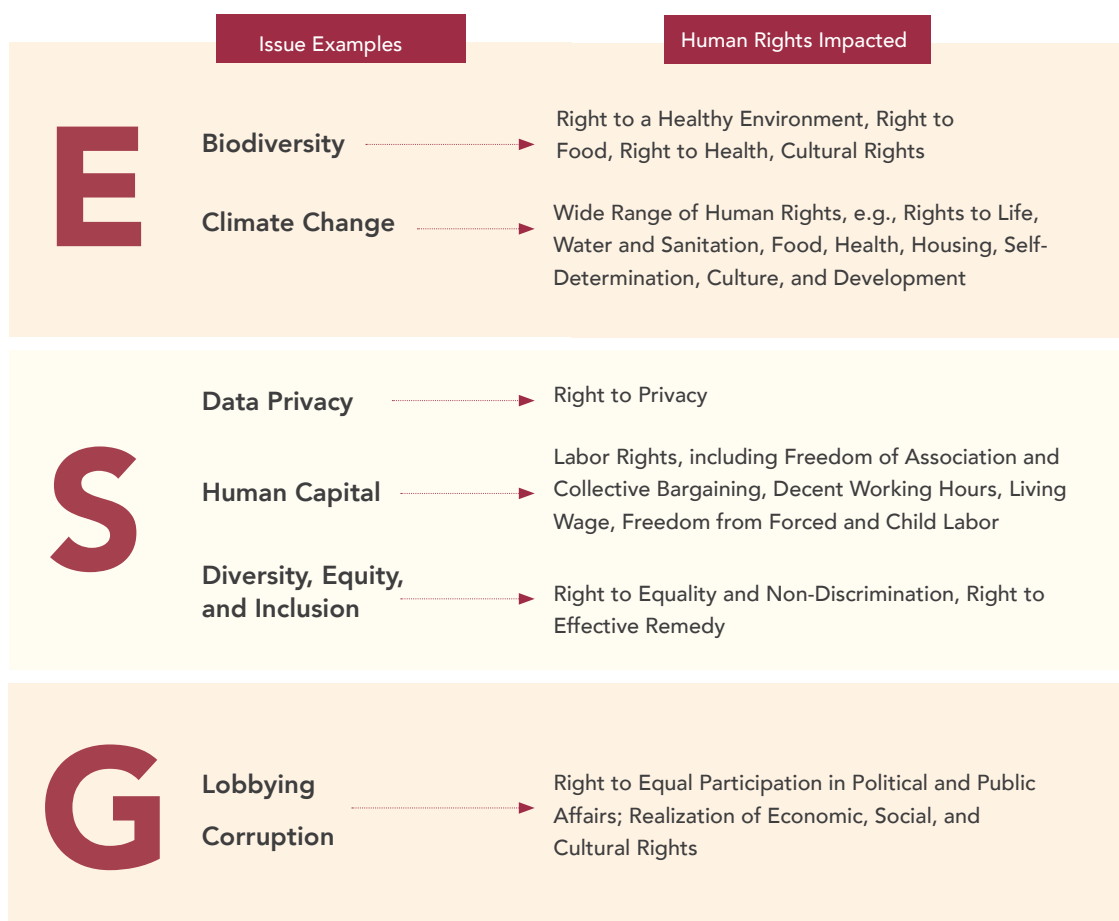 Issue Examples
Human Rights Impacted
E
Biodiversity
Right to a Healthy Environment, Right to
Food, Right to Health, Cultural Rights
Climate Change
Wide Range of Human Rights, e.g., Rights to Life,
Water and Sanitation, Food, Health, Housing, Self-
Determination, Culture, and Development
S
Data Privacy
Right to Privacy
Human Capital
Labor Rights, including Freedom of Association and
Collective Bargaining, Decent Working Hours, Living
Wage, Freedom from Forced and Child Labor
Diversity, Equity,
and Inclusion
Right to Equality and Non-Discrimination, Right to
Effective Remedy
G
Lobbying
Corruption
Right to Equal Participation in Political and Public
Affairs; Realization of Economic, Social, and
Cultural Rights